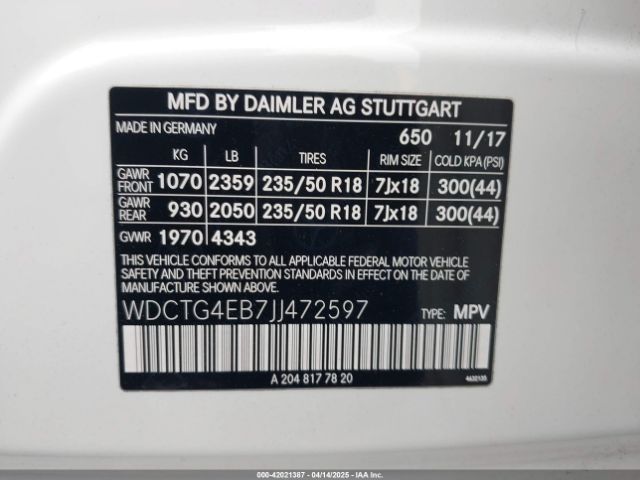 MFD BY DAIMLER AG STUTTGART
MADE IN GERMANY 650 11/17
KG LB TIRES RIM SIZE COLD KPA (PSI)
GAWR FRONT 1070 2359 235/50 R18 7Jx18 300(44)
GAWR REAR 930 2050 235/50 R18 7Jx18 300(44)
GVWR 1970 4343
THIS VEHICLE CONFORMS TO ALL APPLICABLE FEDERAL MOTOR VEHICLE
SAFETY AND THEFT PREVENTION STANDARDS IN EFFECT ON THE DATE
OF MANUFACTURE SHOWN ABOVE.
WDCTG4EB7JJ472597 TYPE: MPV
A 204 817 78 20 4632135
000-42021387 - 04/14/2025 - IAA Inc.